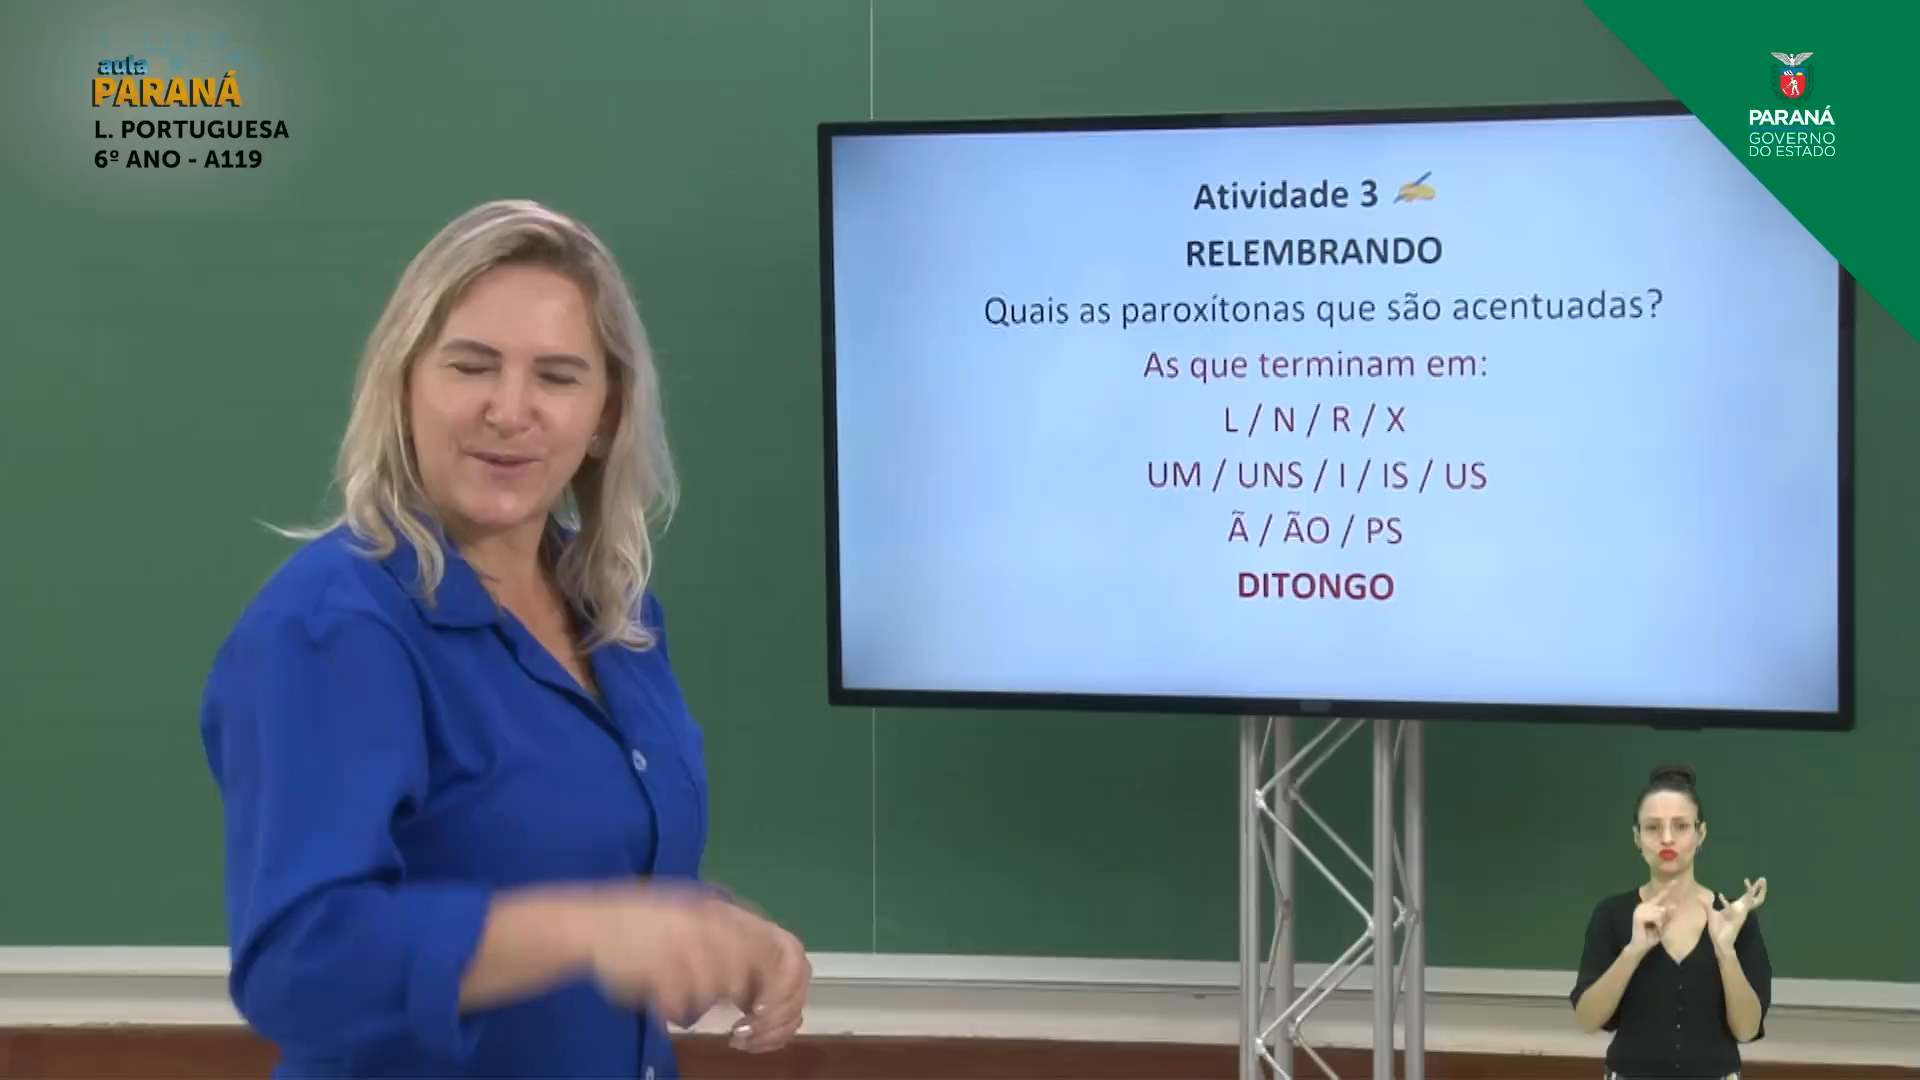 aula
PARANÁ
L. PORTUGUESA
6º ANO - A119
PARANÁ
GOVERNO
DO ESTADO
Atividade 3
RELEMBRANDO
Quais as paroxítonas que são acentuadas?
As que terminam em:
L / N / R / X
UM / UNS / I / IS / US
Ã / ÃO / PS
DITONGO